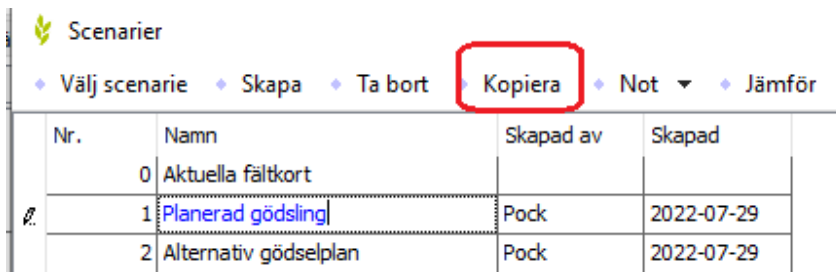 Scenarier
Välj scenarie Skapa Ta bort Kopiera Not Jämför
Nr. Namn Skapad av Skapad
0 Aktuella fältkort
1 Planerad gödsling Pock 2022-07-29
2 Alternativ gödselplan Pock 2022-07-29